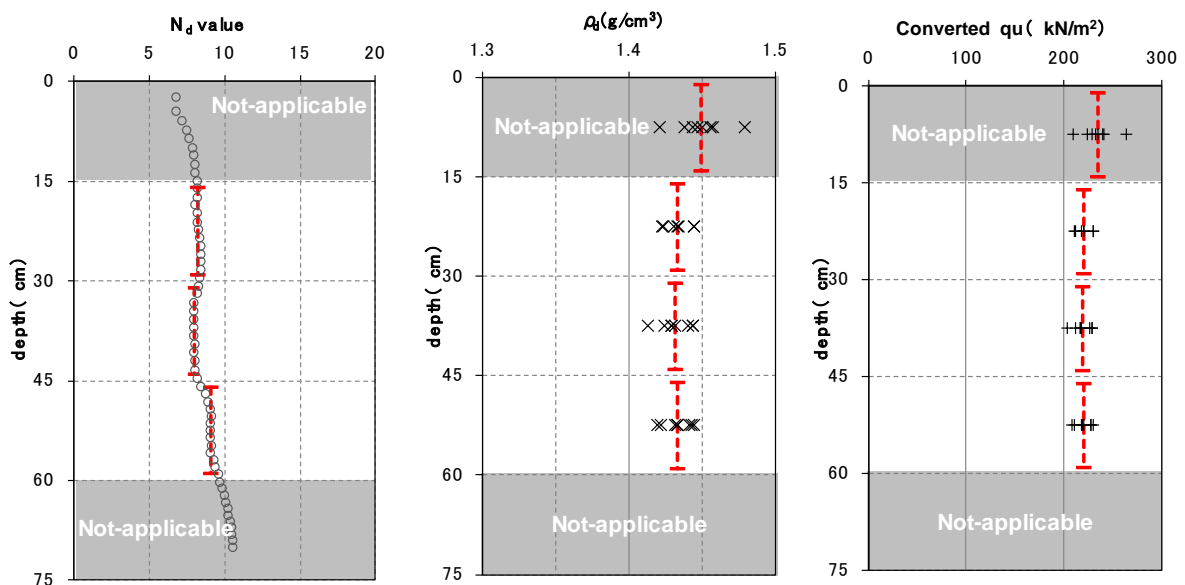 N_d value
0 5 10 15 20
0
15
30
45
60
75
depth( cm)
Not-applicable
Not-applicable
ρ_d(g/cm³)
1.3 1.4 1.5
0
15
30
45
60
75
depth( cm)
Not-applicable
Not-applicable
Converted qu( kN/m²)
0 100 200 300
0
15
30
45
60
75
depth( cm)
Not-applicable
Not-applicable